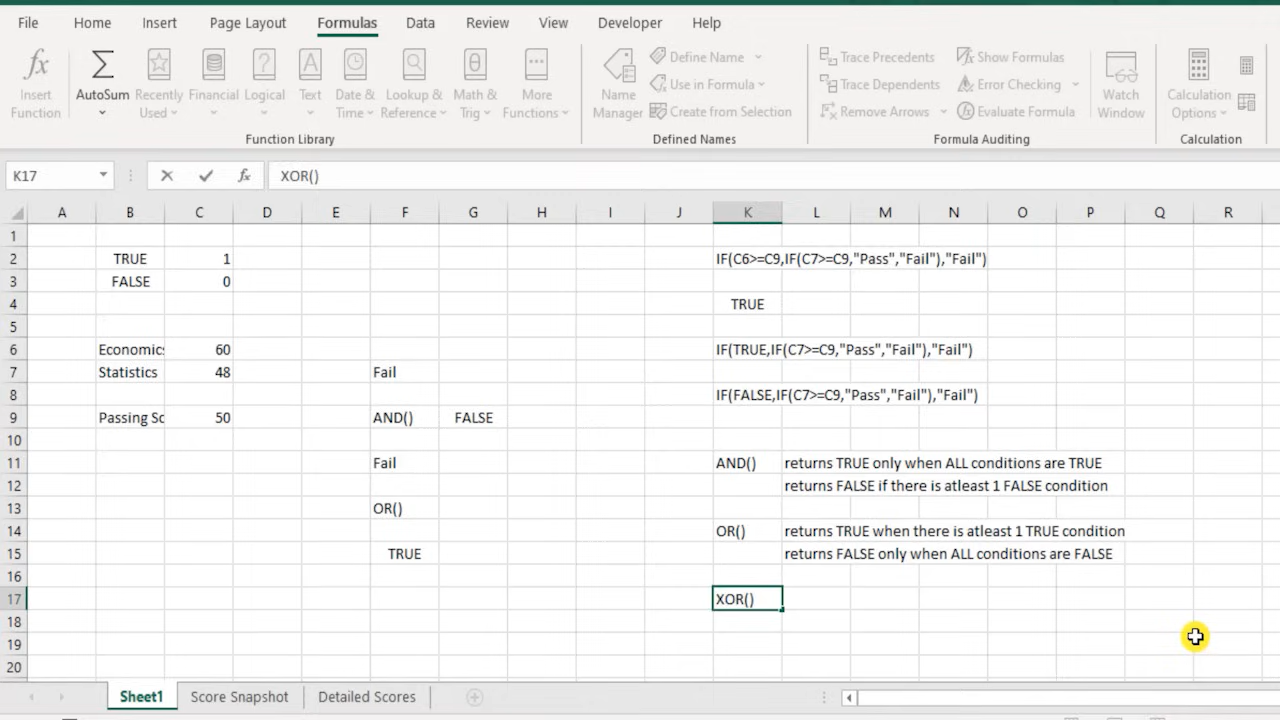 File Home Insert Page Layout Formulas Data Review View Developer Help
fx Σ ? A θ
Insert Function AutoSum Recently Used Financial Logical Text Date & Time Lookup & Reference Math & Trig More Functions
Name Manager Define Name Use in Formula Create from Selection
Trace Precedents Trace Dependents Remove Arrows Show Formulas Error Checking Evaluate Formula Watch Window Calculation Options
Function Library Defined Names Formula Auditing Calculation
K17 fx XOR()
A B C D E F G H I J K L M N O P Q R
1
2 TRUE 1 IF(C6>=C9,IF(C7>=C9,"Pass","Fail"),"Fail")
3 FALSE 0
4 TRUE
5
6 Economics 60 IF(TRUE,IF(C7>=C9,"Pass","Fail"),"Fail")
7 Statistics 48 Fail
8 IF(FALSE,IF(C7>=C9,"Pass","Fail"),"Fail")
9 Passing Sc 50 AND() FALSE
10
11 Fail AND() returns TRUE only when ALL conditions are TRUE
12 returns FALSE if there is atleast 1 FALSE condition
13 OR()
14 OR() returns TRUE when there is atleast 1 TRUE condition
15 TRUE returns FALSE only when ALL conditions are FALSE
16
17 XOR()
18
19
20
Sheet1 Score Snapshot Detailed Scores